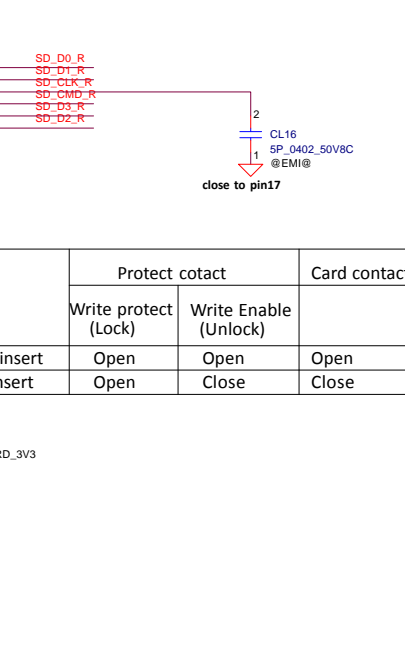 SD_D0_R
SD_D1_R
SD_CLK_R
SD_CMD_R
SD_D3_R
SD_D2_R
2
CL16
5P_0402_50V8C
1
@EMI@
close to pin17
Protect cotact Card contact
Write protect (Lock) Write Enable (Unlock)
insert Open Open Open
nsert Open Close Close
RD_3V3